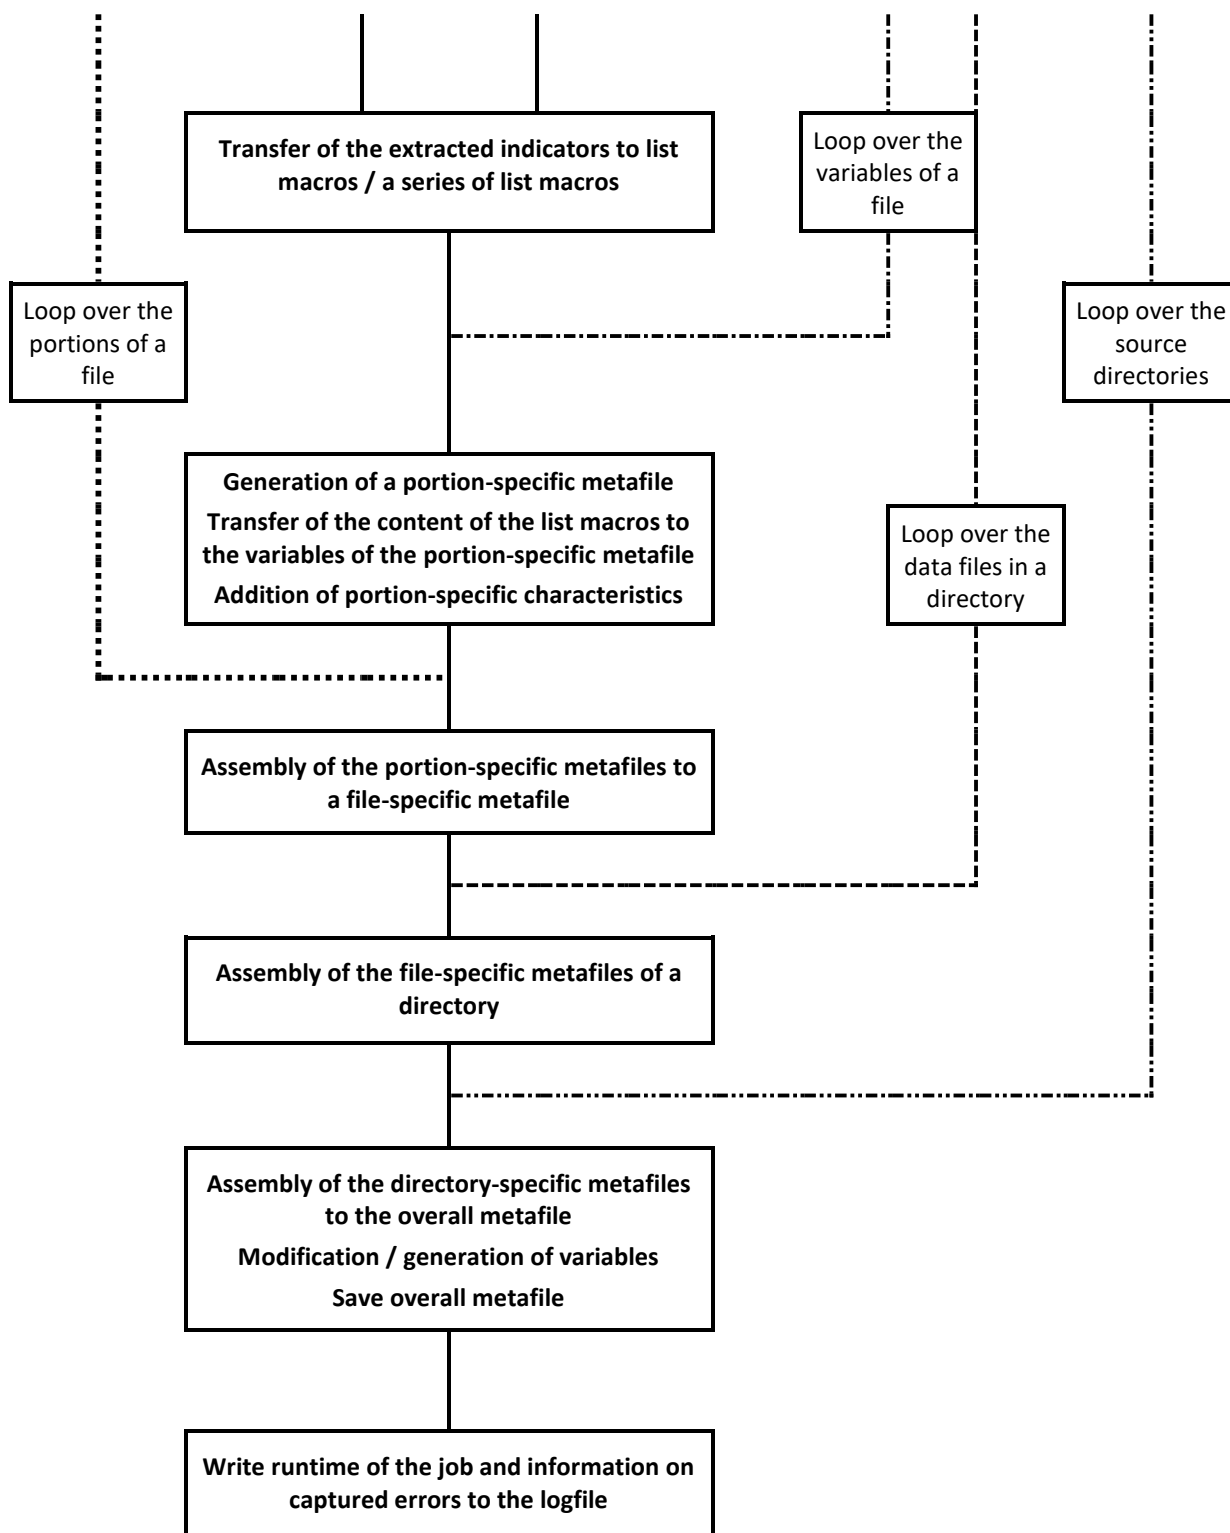 Transfer of the extracted indicators to list
macros / a series of list macros
Loop over the
variables of a
file
Loop over the
portions of a
file
Loop over the
source
directories
Generation of a portion-specific metafile
Transfer of the content of the list macros to
the variables of the portion-specific metafile
Addition of portion-specific characteristics
Loop over the
data files in a
directory
Assembly of the portion-specific metafiles to
a file-specific metafile
Assembly of the file-specific metafiles of a
directory
Assembly of the directory-specific metafiles
to the overall metafile
Modification / generation of variables
Save overall metafile
Write runtime of the job and information on
captured errors to the logfile